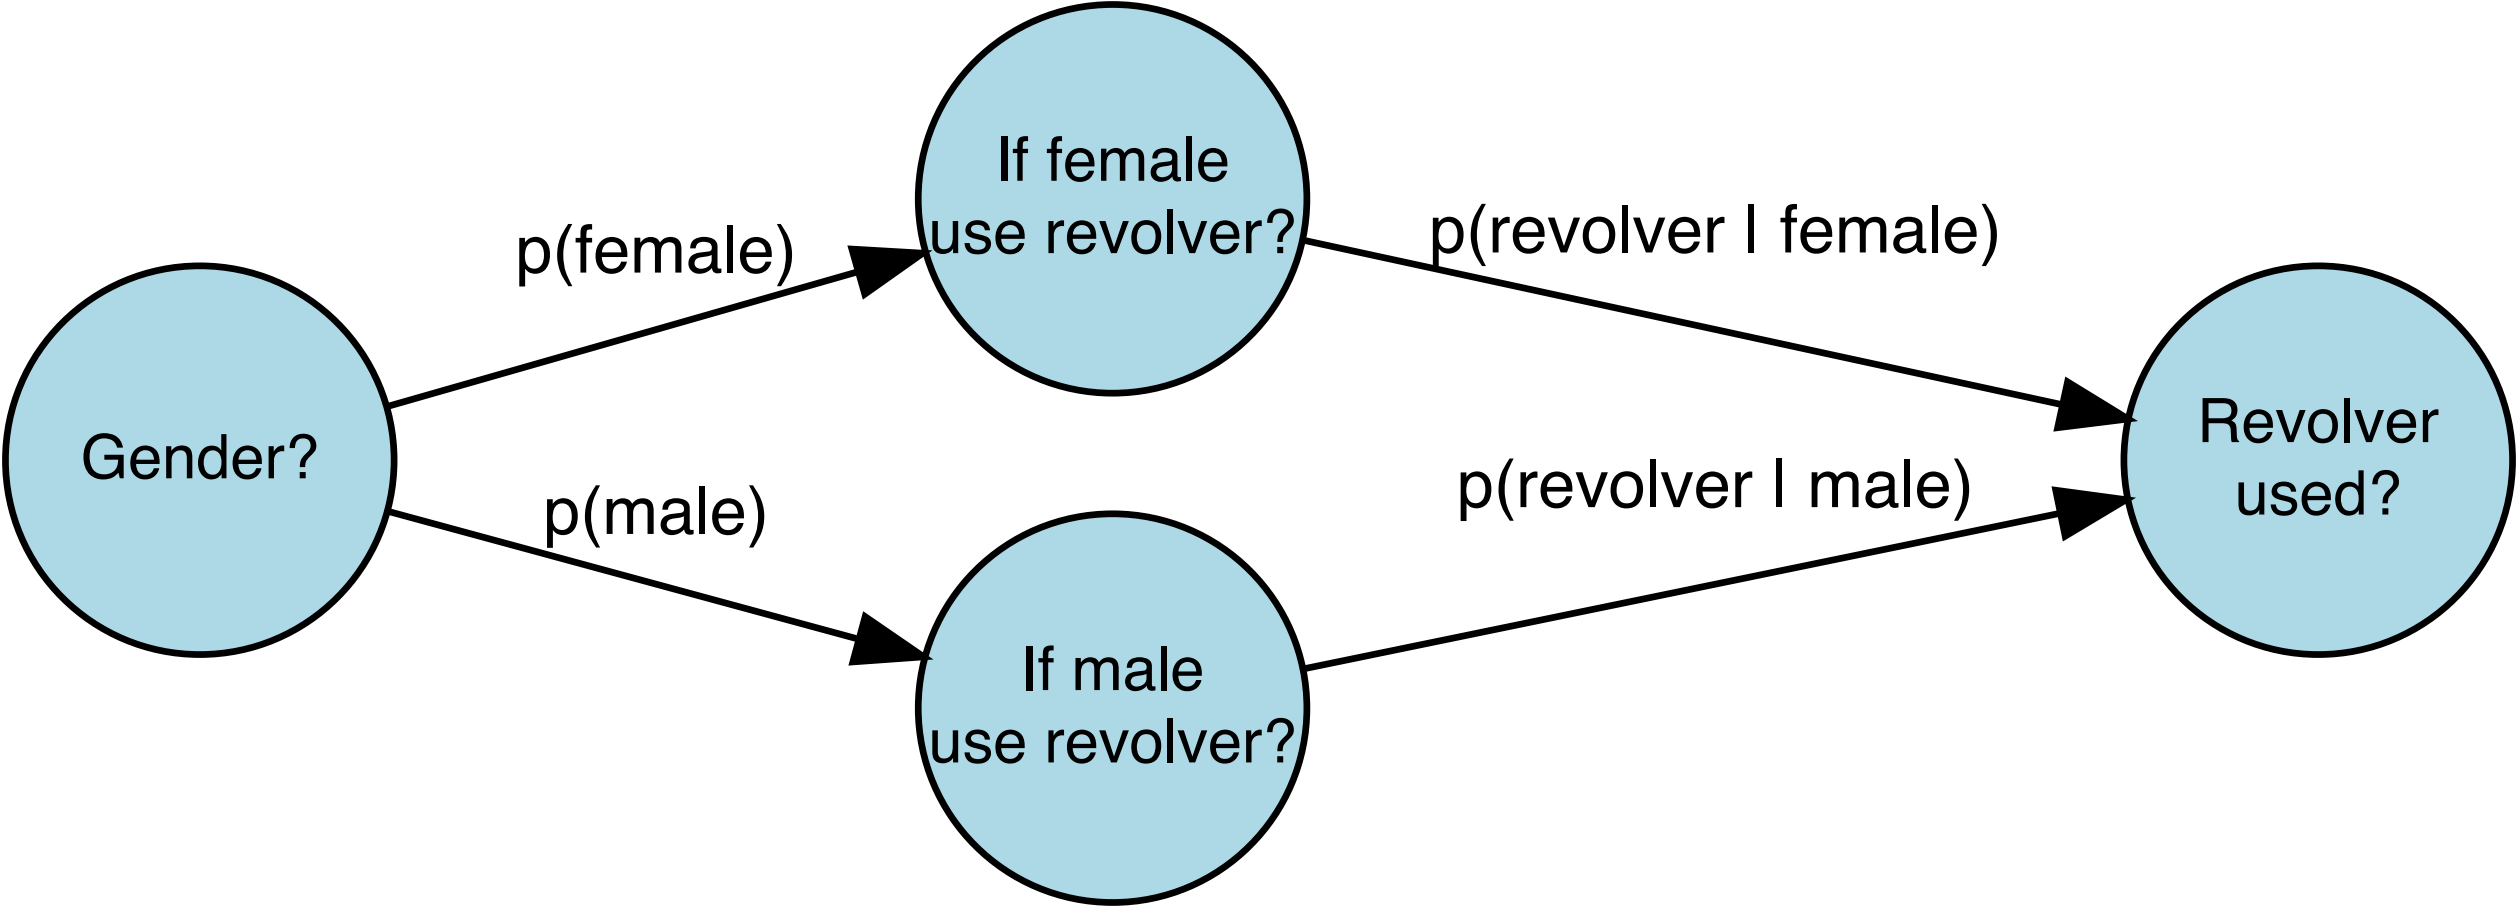 Gender?
p(female)
p(male)
If female
use revolver?
If male
use revolver?
p(revolver | female)
p(revolver | male)
Revolver
used?